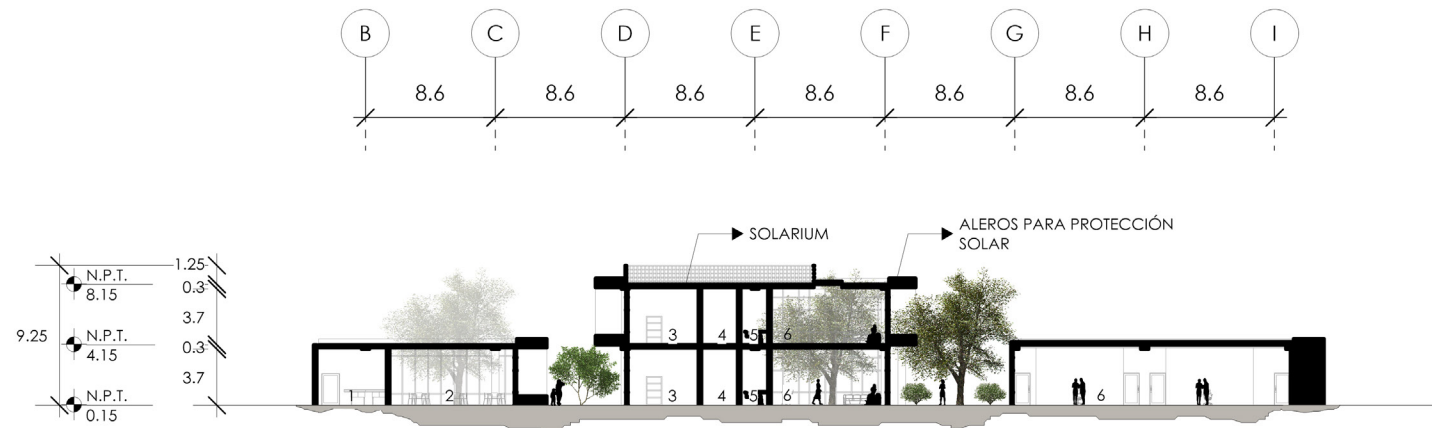 B C D E F G H I
8.6 8.6 8.6 8.6 8.6 8.6 8.6
SOLARIUM
ALEROS PARA PROTECCIÓN
SOLAR
1.25
N.P.T.
8.15
0.3
3.7
9.25
N.P.T.
4.15
0.3
3.7
N.P.T.
0.15
3 4 5 6
1 2 3 4 5 6 6